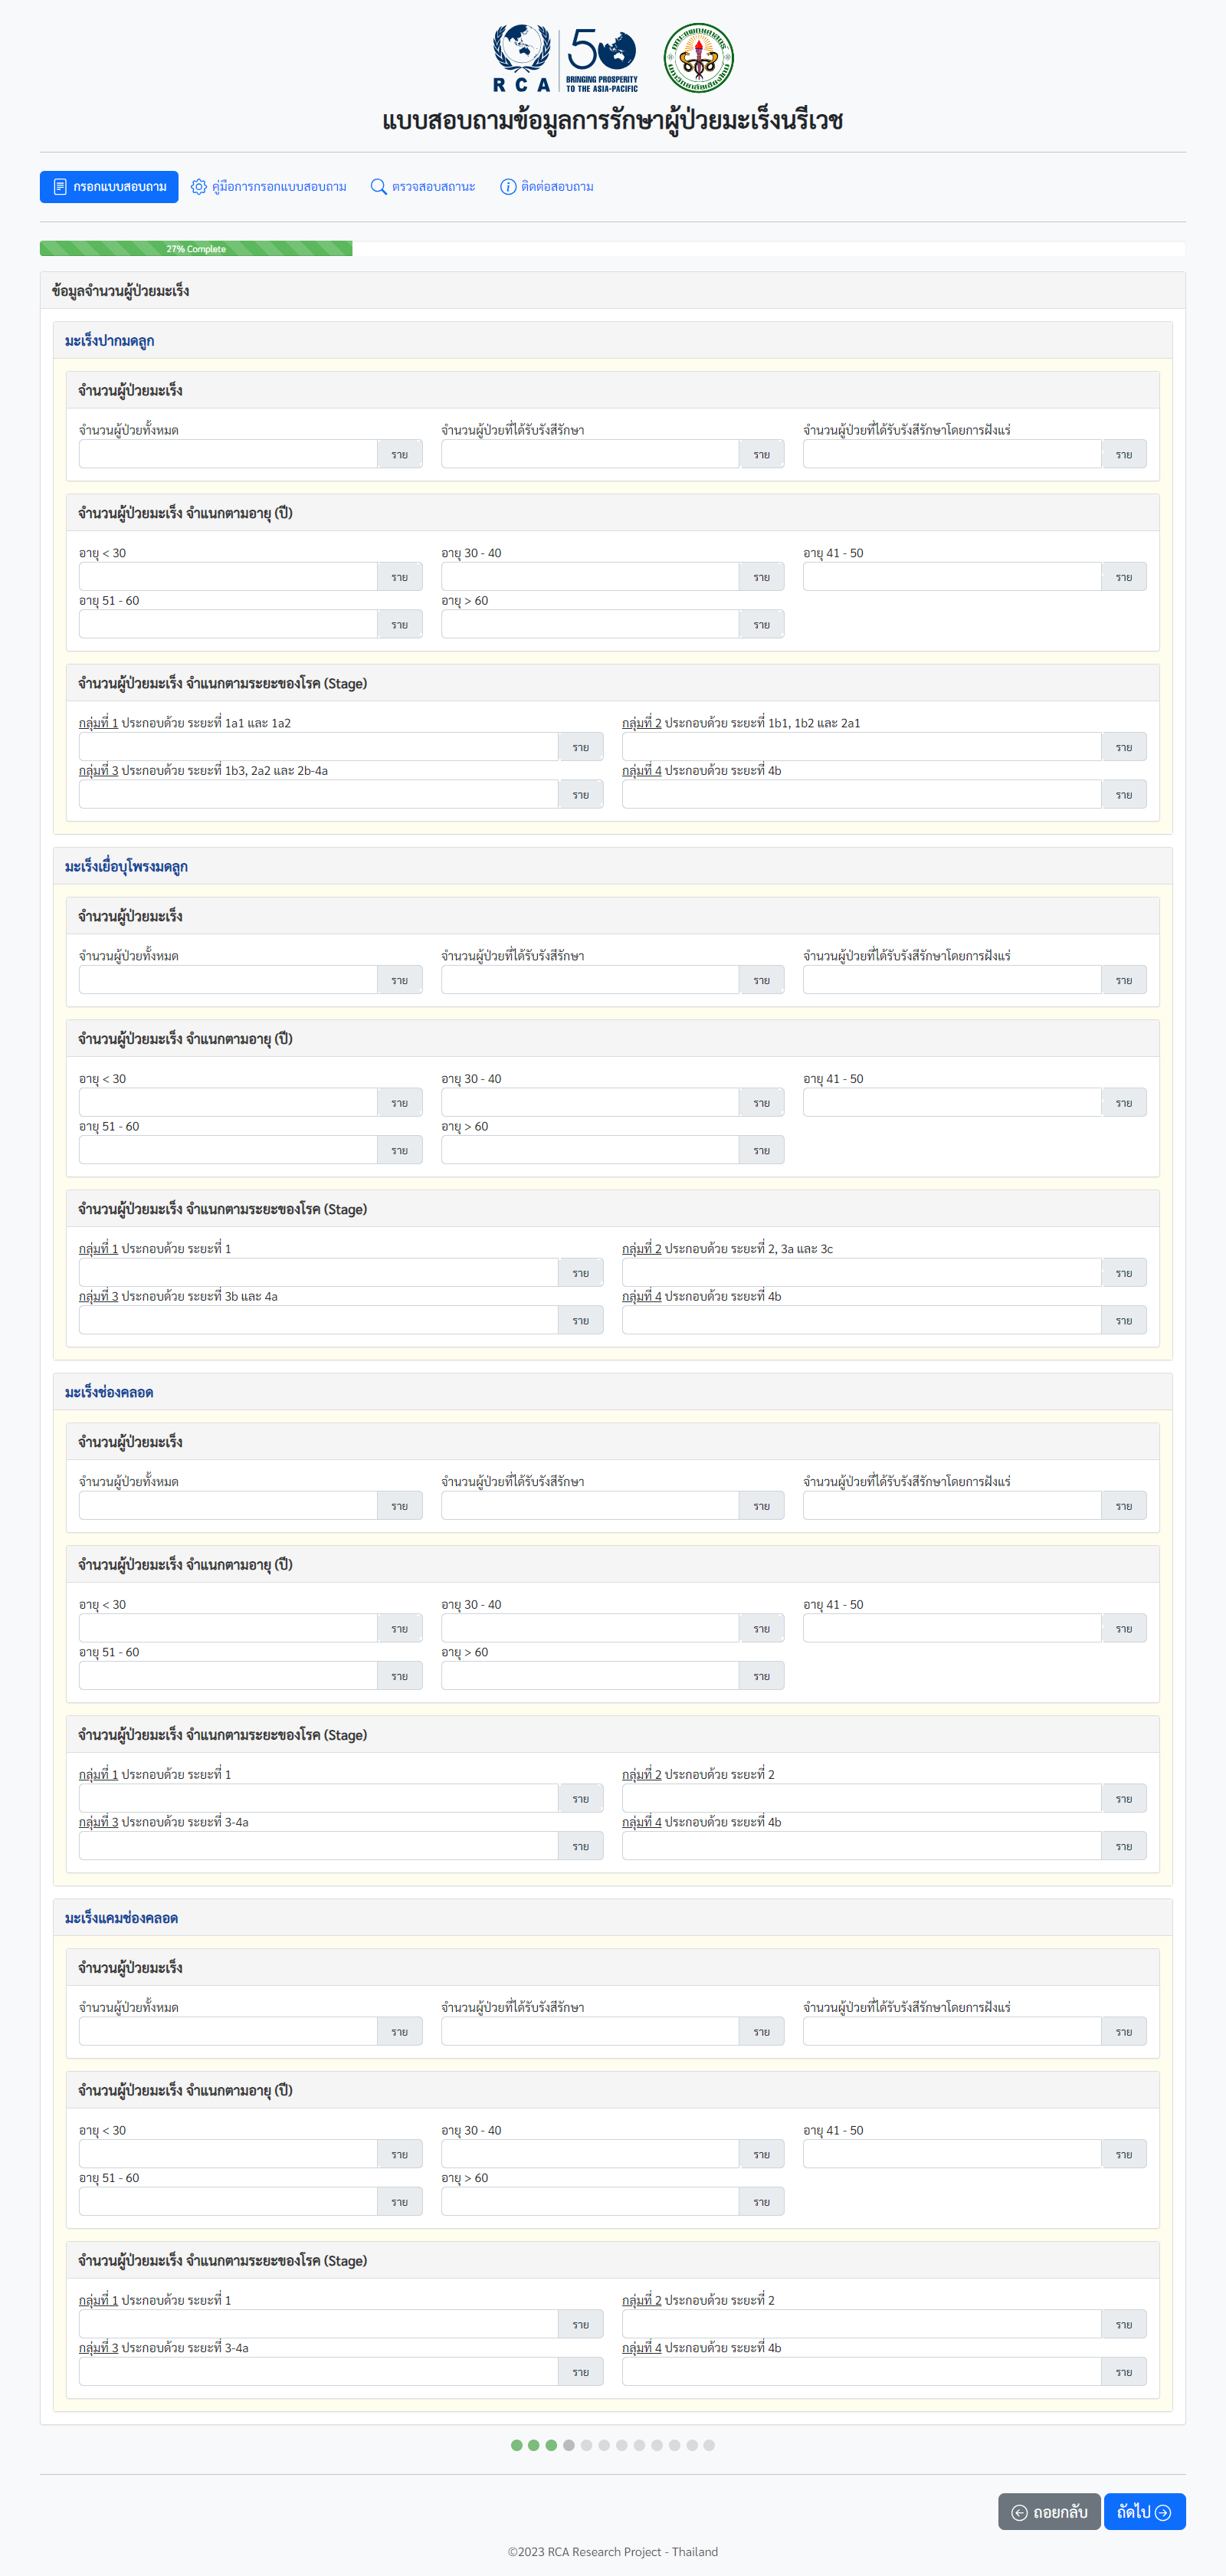 RCA
50
BRINGING PROSPERITY
TO THE ASIA-PACIFIC
คณะแพทยศาสตร์
มหาวิทยาลัยเชียงใหม่
แบบสอบถามข้อมูลการรักษาผู้ป่วยมะเร็งนรีเวช
กรอกแบบสอบถาม คู่มือการกรอกแบบสอบถาม ตรวจสอบสถานะ ติดต่อสอบถาม
27% Complete
ข้อมูลจำนวนผู้ป่วยมะเร็ง
มะเร็งปากมดลูก
จำนวนผู้ป่วยมะเร็ง
จำนวนผู้ป่วยทั้งหมด จำนวนผู้ป่วยที่ได้รับรังสีรักษา จำนวนผู้ป่วยที่ได้รับรังสีรักษาโดยการฝังแร่
ราย ราย ราย
จำนวนผู้ป่วยมะเร็ง จำแนกตามอายุ (ปี)
อายุ < 30 อายุ 30 - 40 อายุ 41 - 50
ราย ราย ราย
อายุ 51 - 60 อายุ > 60
ราย ราย
จำนวนผู้ป่วยมะเร็ง จำแนกตามระยะของโรค (Stage)
กลุ่มที่ 1 ประกอบด้วย ระยะที่ 1a1 และ 1a2 กลุ่มที่ 2 ประกอบด้วย ระยะที่ 1b1, 1b2 และ 2a1
ราย ราย
กลุ่มที่ 3 ประกอบด้วย ระยะที่ 1b3, 2a2 และ 2b-4a กลุ่มที่ 4 ประกอบด้วย ระยะที่ 4b
ราย ราย
มะเร็งเยื่อบุโพรงมดลูก
จำนวนผู้ป่วยมะเร็ง
จำนวนผู้ป่วยทั้งหมด จำนวนผู้ป่วยที่ได้รับรังสีรักษา จำนวนผู้ป่วยที่ได้รับรังสีรักษาโดยการฝังแร่
ราย ราย ราย
จำนวนผู้ป่วยมะเร็ง จำแนกตามอายุ (ปี)
อายุ < 30 อายุ 30 - 40 อายุ 41 - 50
ราย ราย ราย
อายุ 51 - 60 อายุ > 60
ราย ราย
จำนวนผู้ป่วยมะเร็ง จำแนกตามระยะของโรค (Stage)
กลุ่มที่ 1 ประกอบด้วย ระยะที่ 1 กลุ่มที่ 2 ประกอบด้วย ระยะที่ 2, 3a และ 3c
ราย ราย
กลุ่มที่ 3 ประกอบด้วย ระยะที่ 3b และ 4a กลุ่มที่ 4 ประกอบด้วย ระยะที่ 4b
ราย ราย
มะเร็งช่องคลอด
จำนวนผู้ป่วยมะเร็ง
จำนวนผู้ป่วยทั้งหมด จำนวนผู้ป่วยที่ได้รับรังสีรักษา จำนวนผู้ป่วยที่ได้รับรังสีรักษาโดยการฝังแร่
ราย ราย ราย
จำนวนผู้ป่วยมะเร็ง จำแนกตามอายุ (ปี)
อายุ < 30 อายุ 30 - 40 อายุ 41 - 50
ราย ราย ราย
อายุ 51 - 60 อายุ > 60
ราย ราย
จำนวนผู้ป่วยมะเร็ง จำแนกตามระยะของโรค (Stage)
กลุ่มที่ 1 ประกอบด้วย ระยะที่ 1 กลุ่มที่ 2 ประกอบด้วย ระยะที่ 2
ราย ราย
กลุ่มที่ 3 ประกอบด้วย ระยะที่ 3-4a กลุ่มที่ 4 ประกอบด้วย ระยะที่ 4b
ราย ราย
มะเร็งแคมช่องคลอด
จำนวนผู้ป่วยมะเร็ง
จำนวนผู้ป่วยทั้งหมด จำนวนผู้ป่วยที่ได้รับรังสีรักษา จำนวนผู้ป่วยที่ได้รับรังสีรักษาโดยการฝังแร่
ราย ราย ราย
จำนวนผู้ป่วยมะเร็ง จำแนกตามอายุ (ปี)
อายุ < 30 อายุ 30 - 40 อายุ 41 - 50
ราย ราย ราย
อายุ 51 - 60 อายุ > 60
ราย ราย
จำนวนผู้ป่วยมะเร็ง จำแนกตามระยะของโรค (Stage)
กลุ่มที่ 1 ประกอบด้วย ระยะที่ 1 กลุ่มที่ 2 ประกอบด้วย ระยะที่ 2
ราย ราย
กลุ่มที่ 3 ประกอบด้วย ระยะที่ 3-4a กลุ่มที่ 4 ประกอบด้วย ระยะที่ 4b
ราย ราย
ถอยกลับ ถัดไป
©2023 RCA Research Project - Thailand